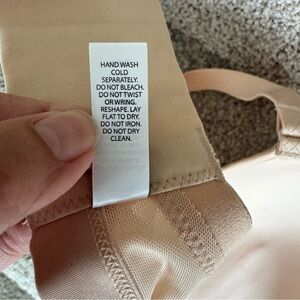 HAND WASH
COLD
SEPARATELY.
DO NOT BLEACH.
DO NOT TWIST
OR WRING.
RESHAPE. LAY
FLAT TO DRY.
DO NOT IRON.
DO NOT DRY
CLEAN.